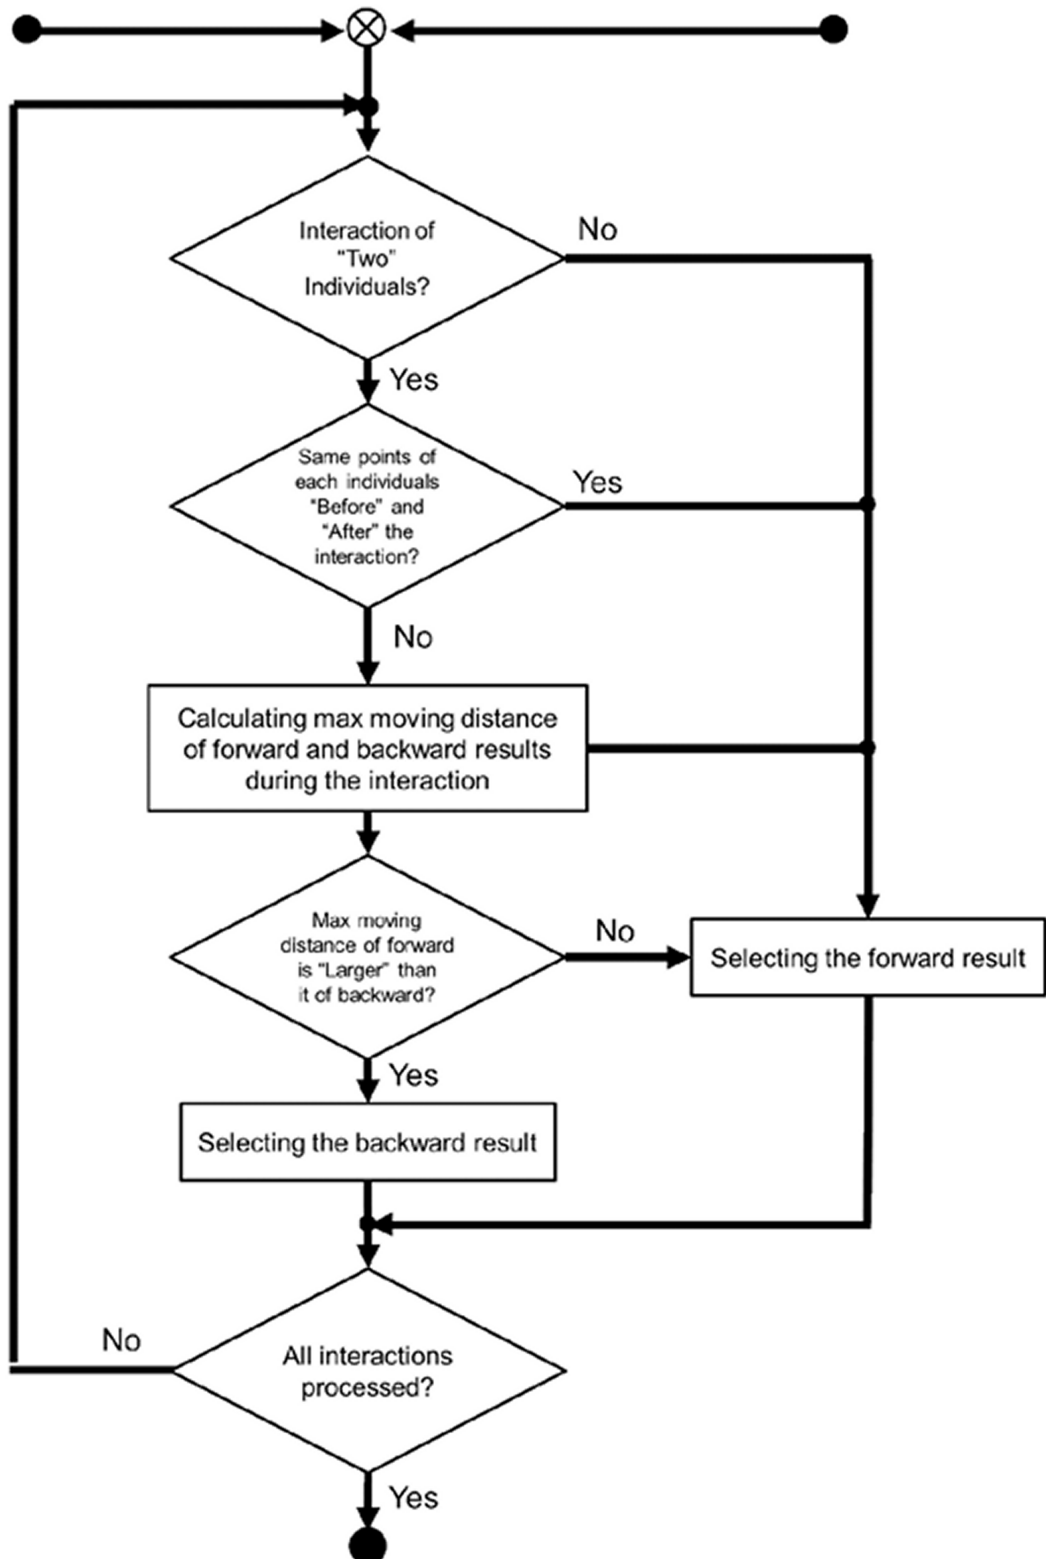 Interaction of
"Two"
Individuals?
No
Yes
Same points of
each individuals
"Before" and
"After" the
interaction?
Yes
No
Calculating max moving distance
of forward and backward results
during the interaction
Max moving
distance of forward
is "Larger" than
it of backward?
No
Selecting the forward result
Yes
Selecting the backward result
No
All interactions
processed?
Yes